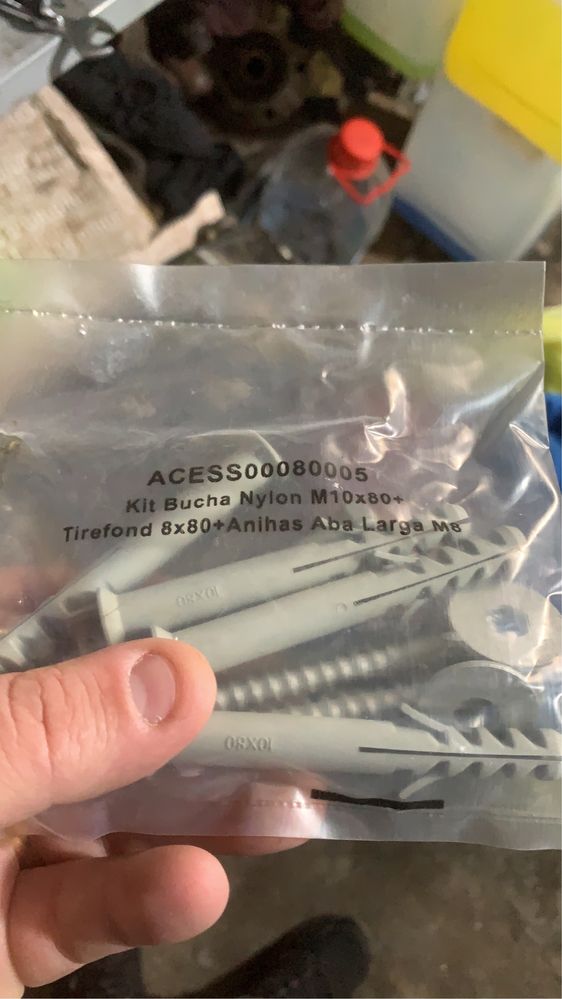 ACESS00080005
Kit Bucha Nylon M10x80+
Tirefond 8x80+Anihas Aba Larga M8
10X80
10X80